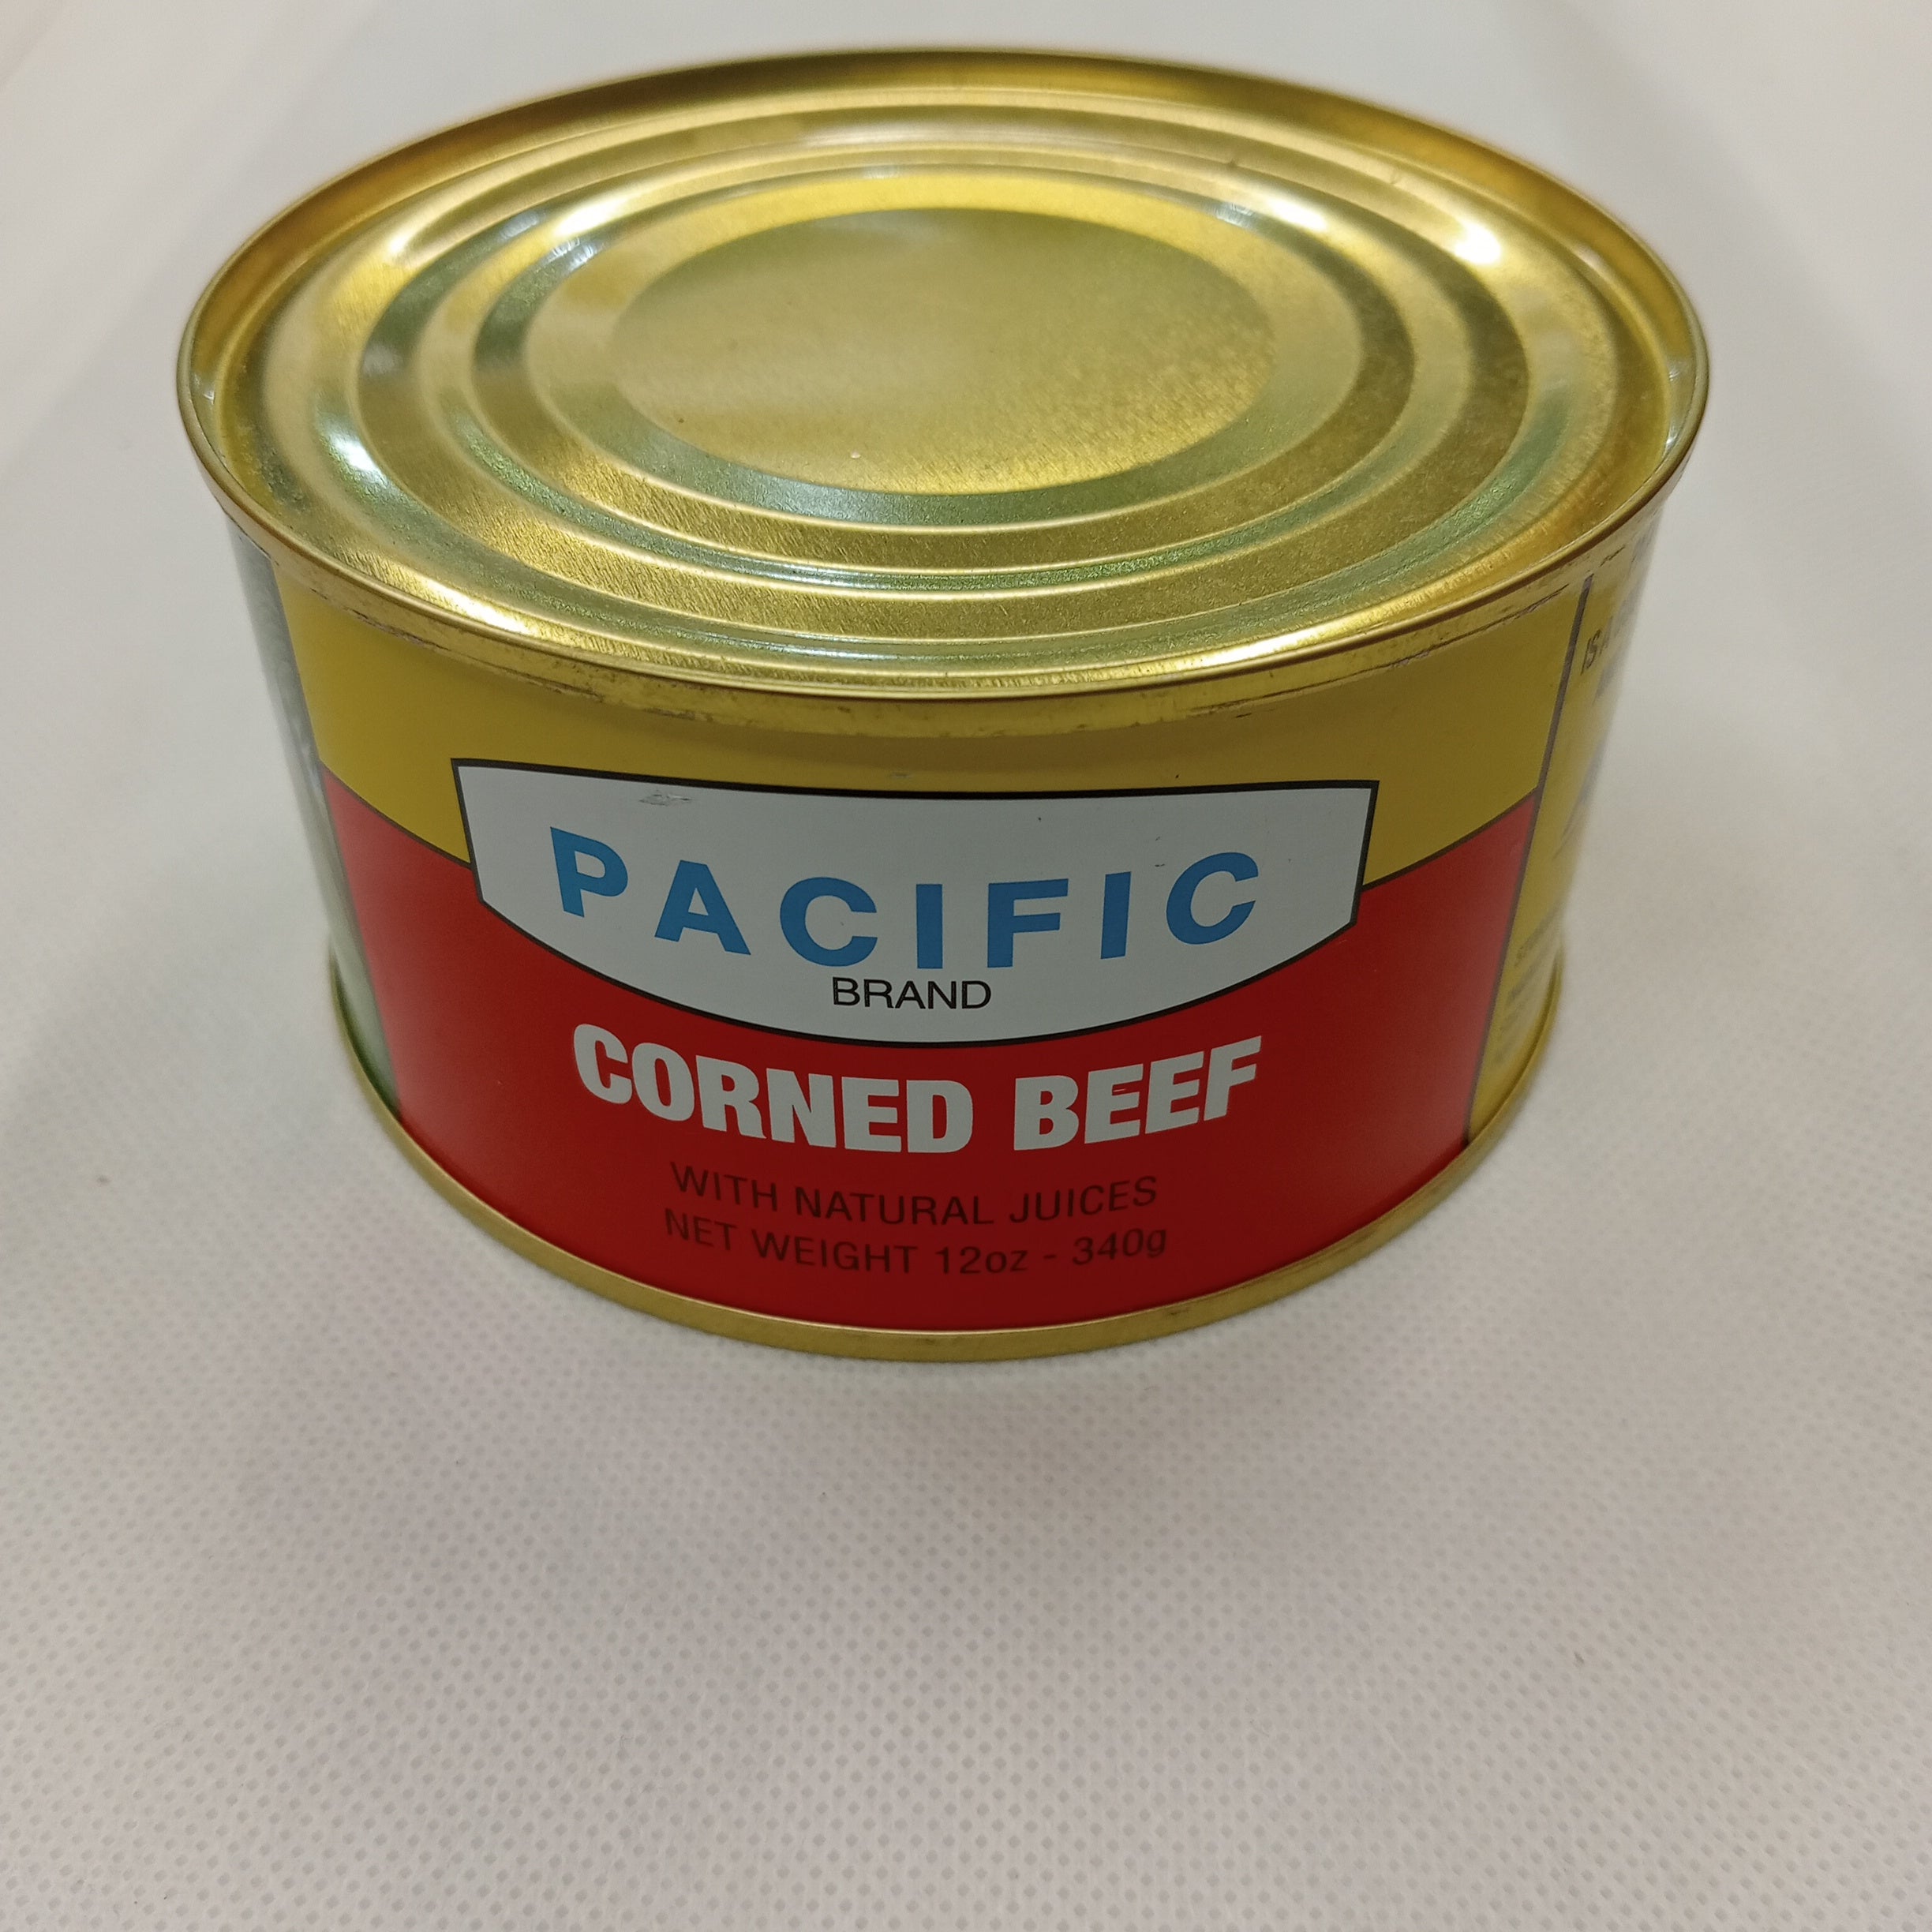 PACIFIC
BRAND
CORNED BEEF
WITH NATURAL JUICES
NET WEIGHT 12oz - 340g